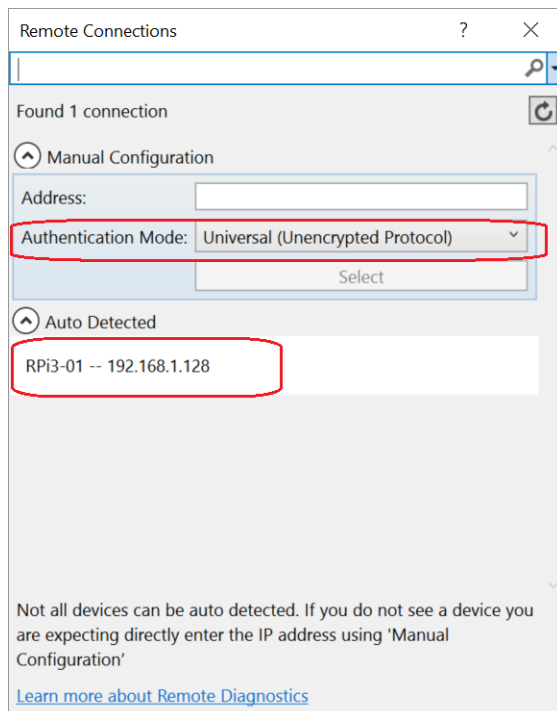 Remote Connections ?
Found 1 connection
Manual Configuration
Address:
Authentication Mode: Universal (Unencrypted Protocol)
Select
Auto Detected
RPi3-01 -- 192.168.1.128
Not all devices can be auto detected. If you do not see a device you
are expecting directly enter the IP address using 'Manual
Configuration'
Learn more about Remote Diagnostics